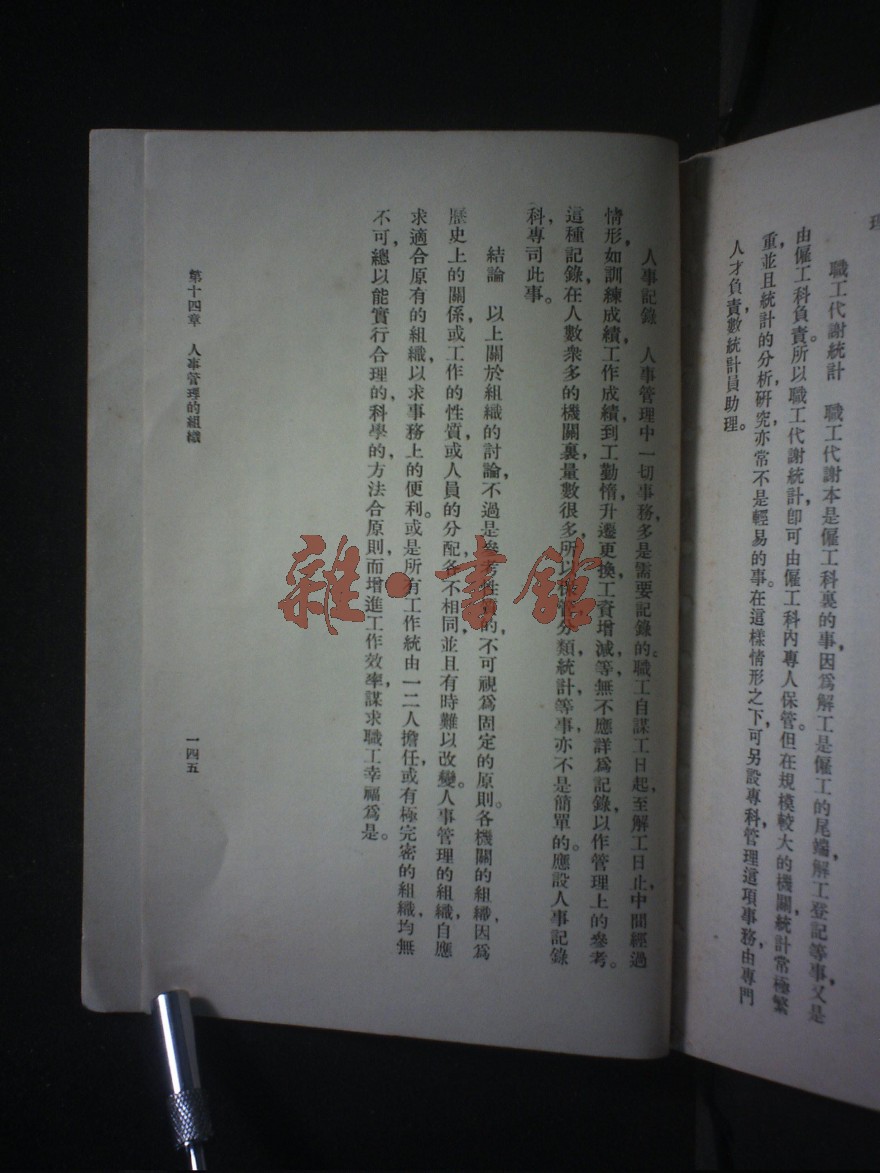 理
職工代謝統計　職工代謝本是僱工科裏的事，因爲解工是僱工的尾端，解工登記等事，又是
由僱工科負責。所以職工代謝統計，卽可由僱工科內專人保管。但在規模較大的機關，統計常極繁
重，並且統計的分析，研究，亦常不是輕易的事，在這樣情形之下，可另設專科管理這項事務，由專門
人才負責，數統計員助理。
人事記錄　人事管理中一切事務，多是需要記錄的。職工自謀工日起，至解工日止，中間經過
情形，如訓練成績，工作成績，到工勤惰，升遷更換，工資增減，等，無不應詳爲記錄，以作管理上的參考。
這種記錄，在人數衆多的機關裏，量數很多，所以保管，分類，統計，等事，亦不是簡單的，應設人事記錄
科，專司此事。
結論　以上關於組織的討論，不過是參考性質的，不可視爲固定的原則。各機關的組織，因爲
歷史上的關係，或工作的性質，或人員的分配，各不相同，並且有時難以改變。人事管理的組織，自應
求適合原有的組織，以求事務上的便利。或是所有工作統由一二人擔任，或有極完密的組織，均無
不可，總以能實行合理的，科學的，方法合原則，而增進工作效率，謀求職工幸福爲是。
第十四章　人事管理的組織
一四五
雜·書館